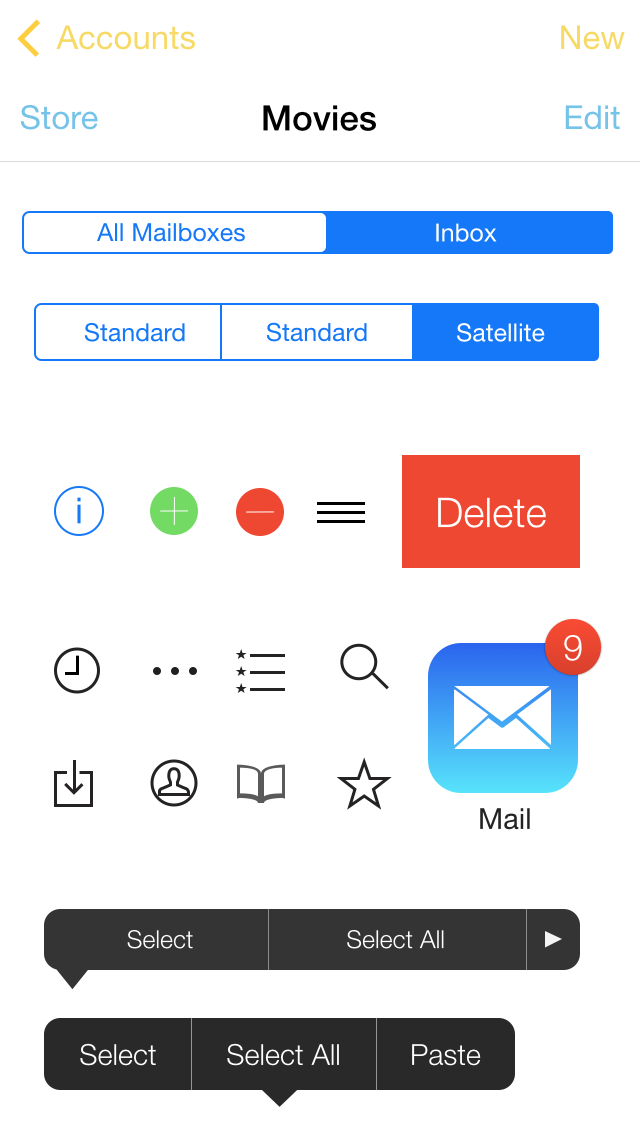 Accounts New
Store Movies Edit
All Mailboxes Inbox
Standard Standard Satellite
i Delete
9
Mail
Select Select All
Select Select All Paste